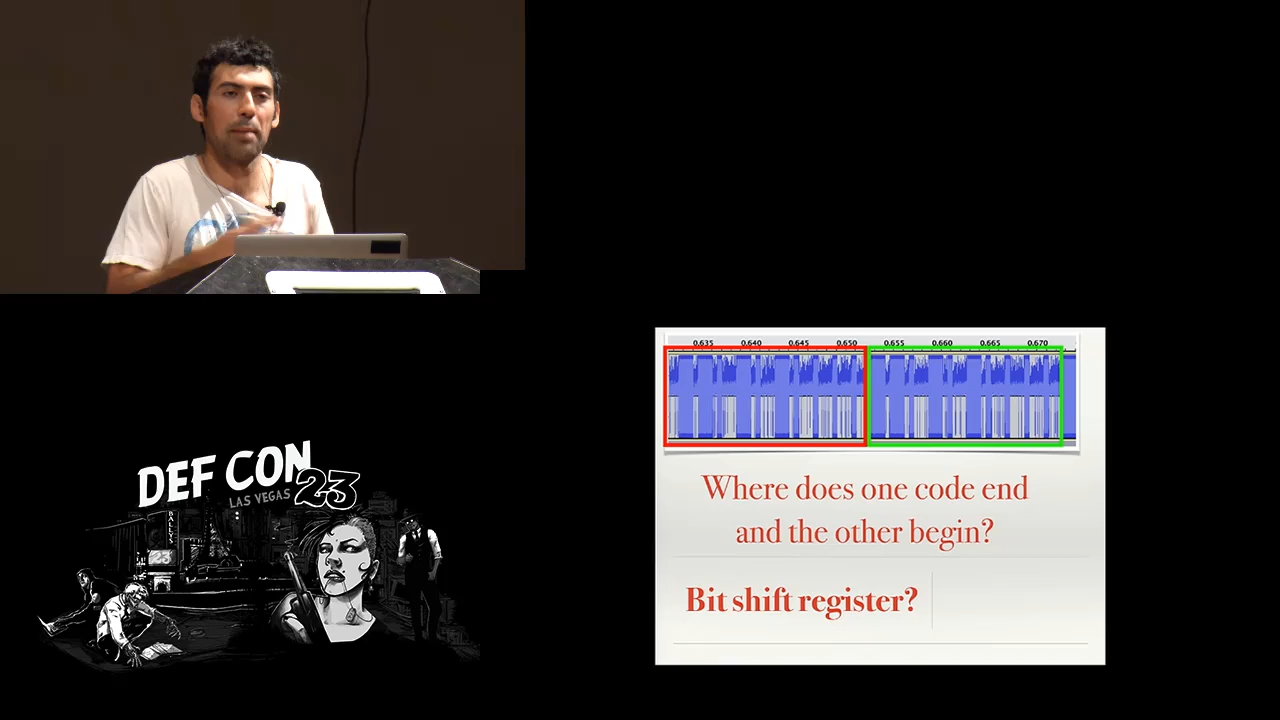 DEF CON
LAS VEGAS 23
BALLYS
0.635 0.640 0.645 0.650 0.655 0.660 0.665 0.670
Where does one code end
and the other begin?
Bit shift register?